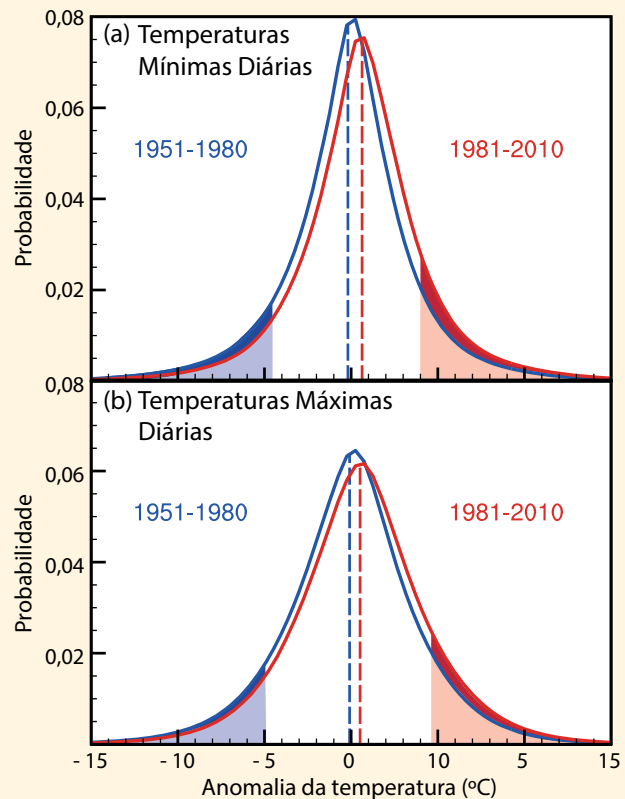 0,08
(a) Temperaturas
Mínimas Diárias
0,06
1951-1980
1981-2010
Probabilidade
0,04
0,02
0,08
(b) Temperaturas Máximas
Diárias
0,06
1951-1980
1981-2010
Probabilidade
0,04
0,02
-15 -10 -5 0 10 5 15
Anomalia da temperatura (ºC)